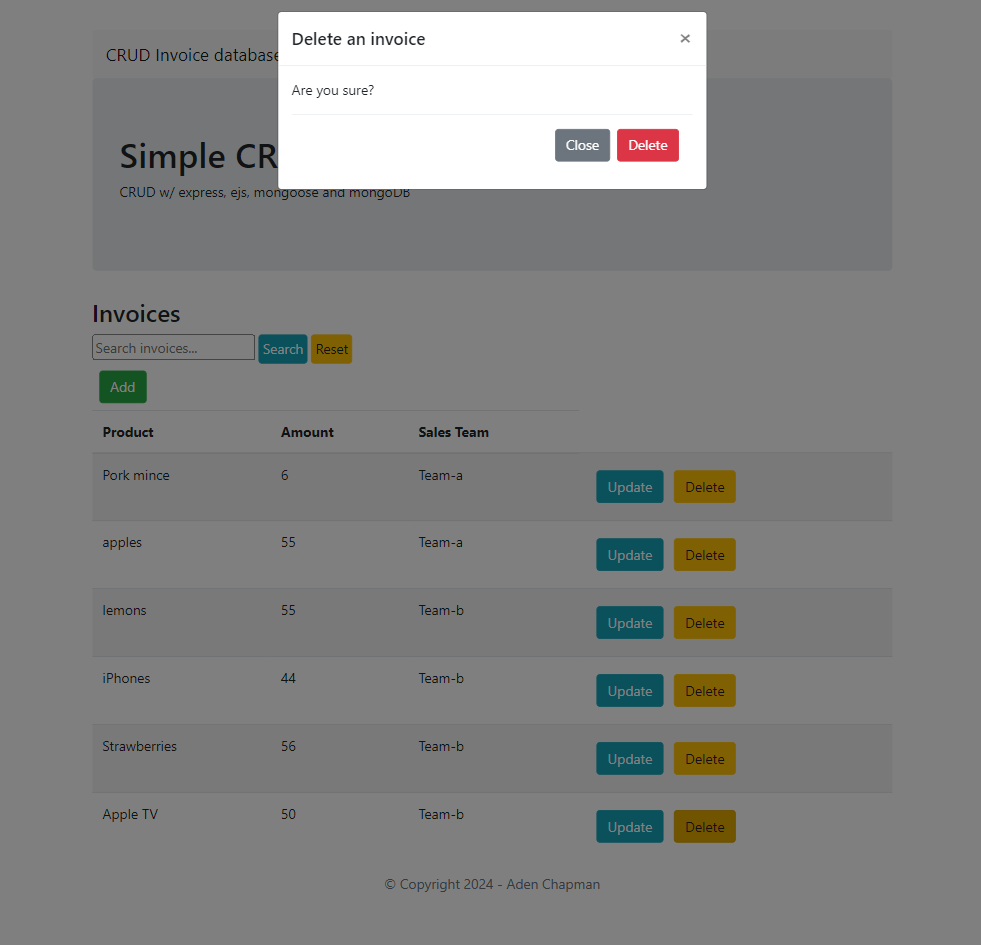 Delete an invoice ×
Are you sure?
Close Delete
CRUD Invoice database
Simple CR
CRUD w/ express, ejs, mongoose and mongoDB
Invoices
Search invoices... Search Reset
Add
Product Amount Sales Team
Pork mince 6 Team-a Update Delete
apples 55 Team-a Update Delete
lemons 55 Team-b Update Delete
iPhones 44 Team-b Update Delete
Strawberries 56 Team-b Update Delete
Apple TV 50 Team-b Update Delete
© Copyright 2024 - Aden Chapman